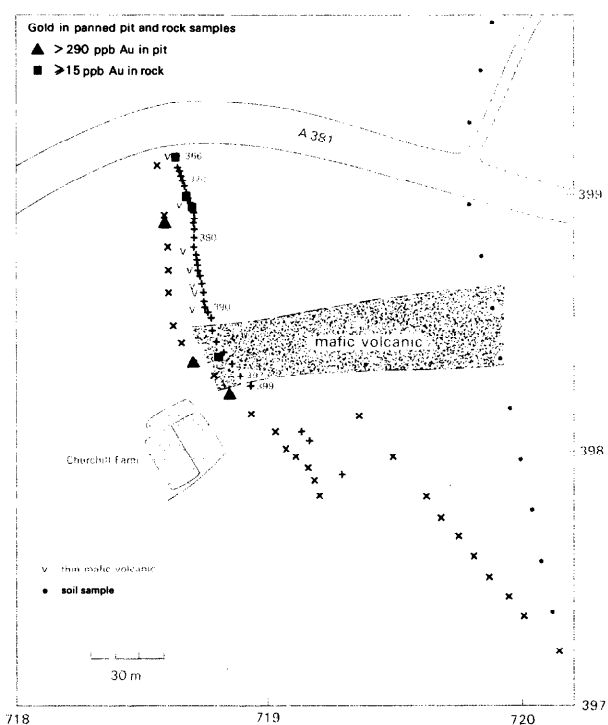 Gold in panned pit and rock samples
▲ > 290 ppb Au in pit
■ ⩾15 ppb Au in rock
A 381
v 366
399
v 380
390
mafic volcanic
399
Churchill Farm
398
v thin mafic volcanic
• soil sample
30 m
397
718 719 720